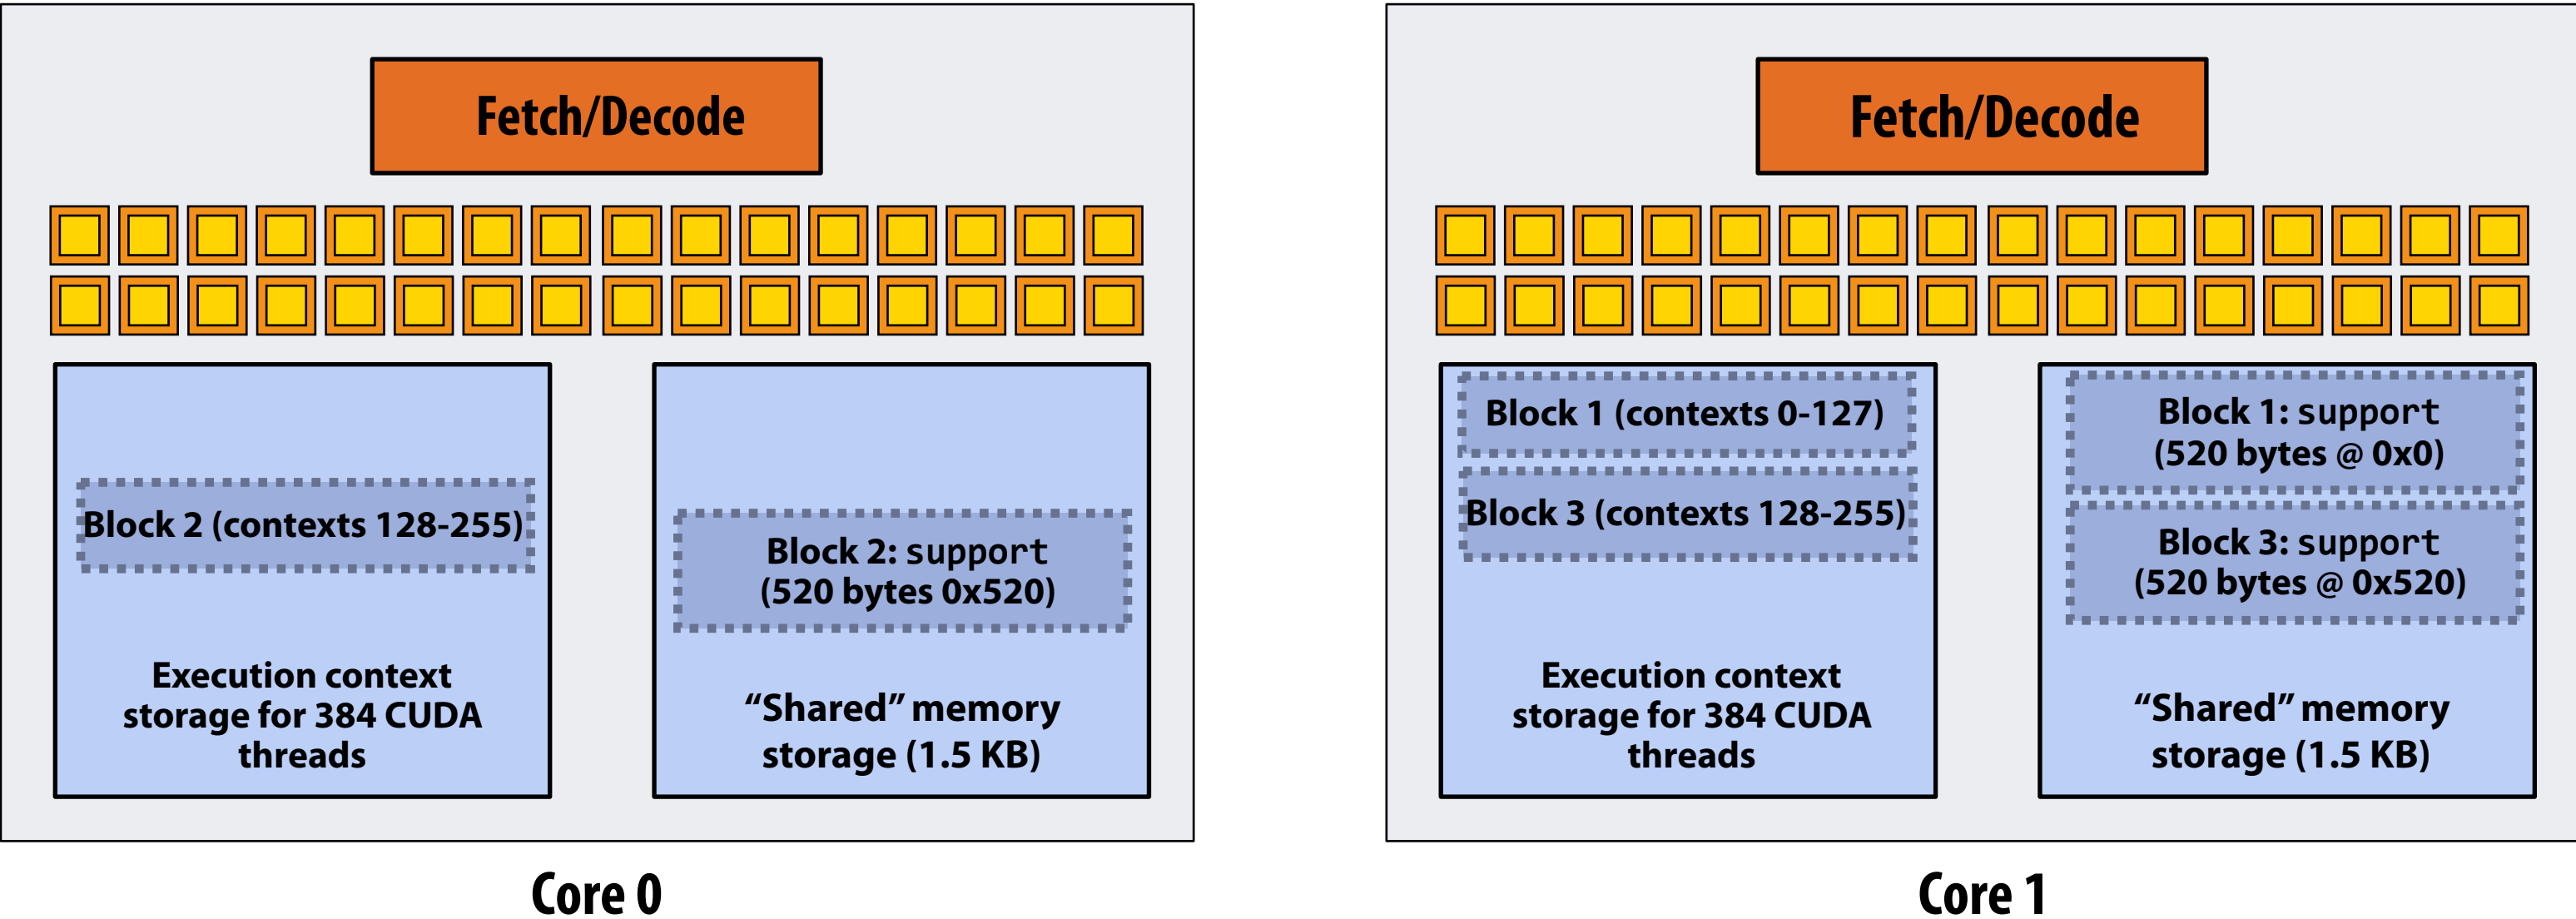 Fetch/Decode
Block 2 (contexts 128-255)
Execution context
storage for 384 CUDA
threads
Block 2: support
(520 bytes 0x520)
“Shared” memory
storage (1.5 KB)
Core 0
Fetch/Decode
Block 1 (contexts 0-127)
Block 3 (contexts 128-255)
Execution context
storage for 384 CUDA
threads
Block 1: support
(520 bytes @ 0x0)
Block 3: support
(520 bytes @ 0x520)
“Shared” memory
storage (1.5 KB)
Core 1